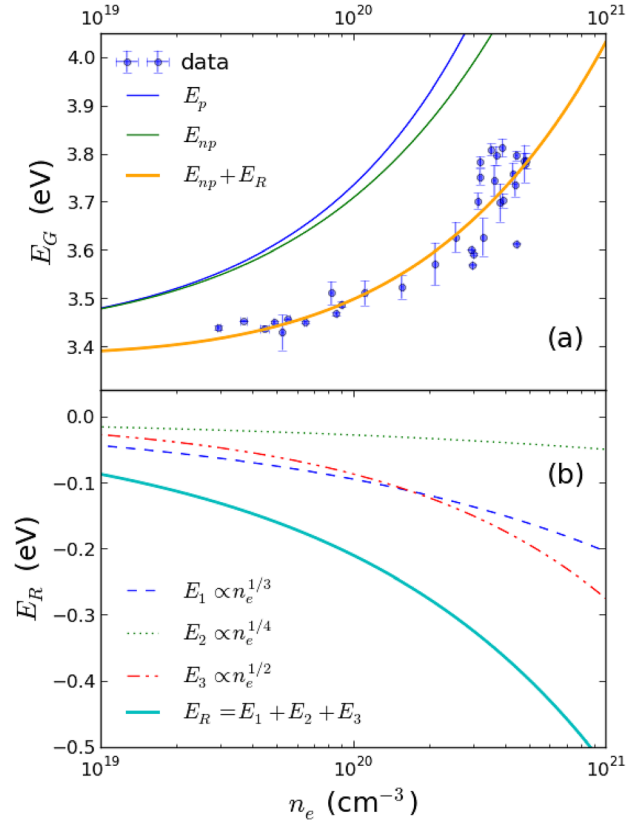 10^19 10^20 10^21
4.0
3.9
3.8
3.7
3.6
3.5
3.4
E_G (eV)
data
E_p
E_np
E_np + E_R
(a)
0.0
−0.1
−0.2
−0.3
−0.4
−0.5
E_R (eV)
(b)
E_1 ∝ n_e^{1/3}
E_2 ∝ n_e^{1/4}
E_3 ∝ n_e^{1/2}
E_R = E_1 + E_2 + E_3
10^19 10^20 10^21
n_e (cm^−3)